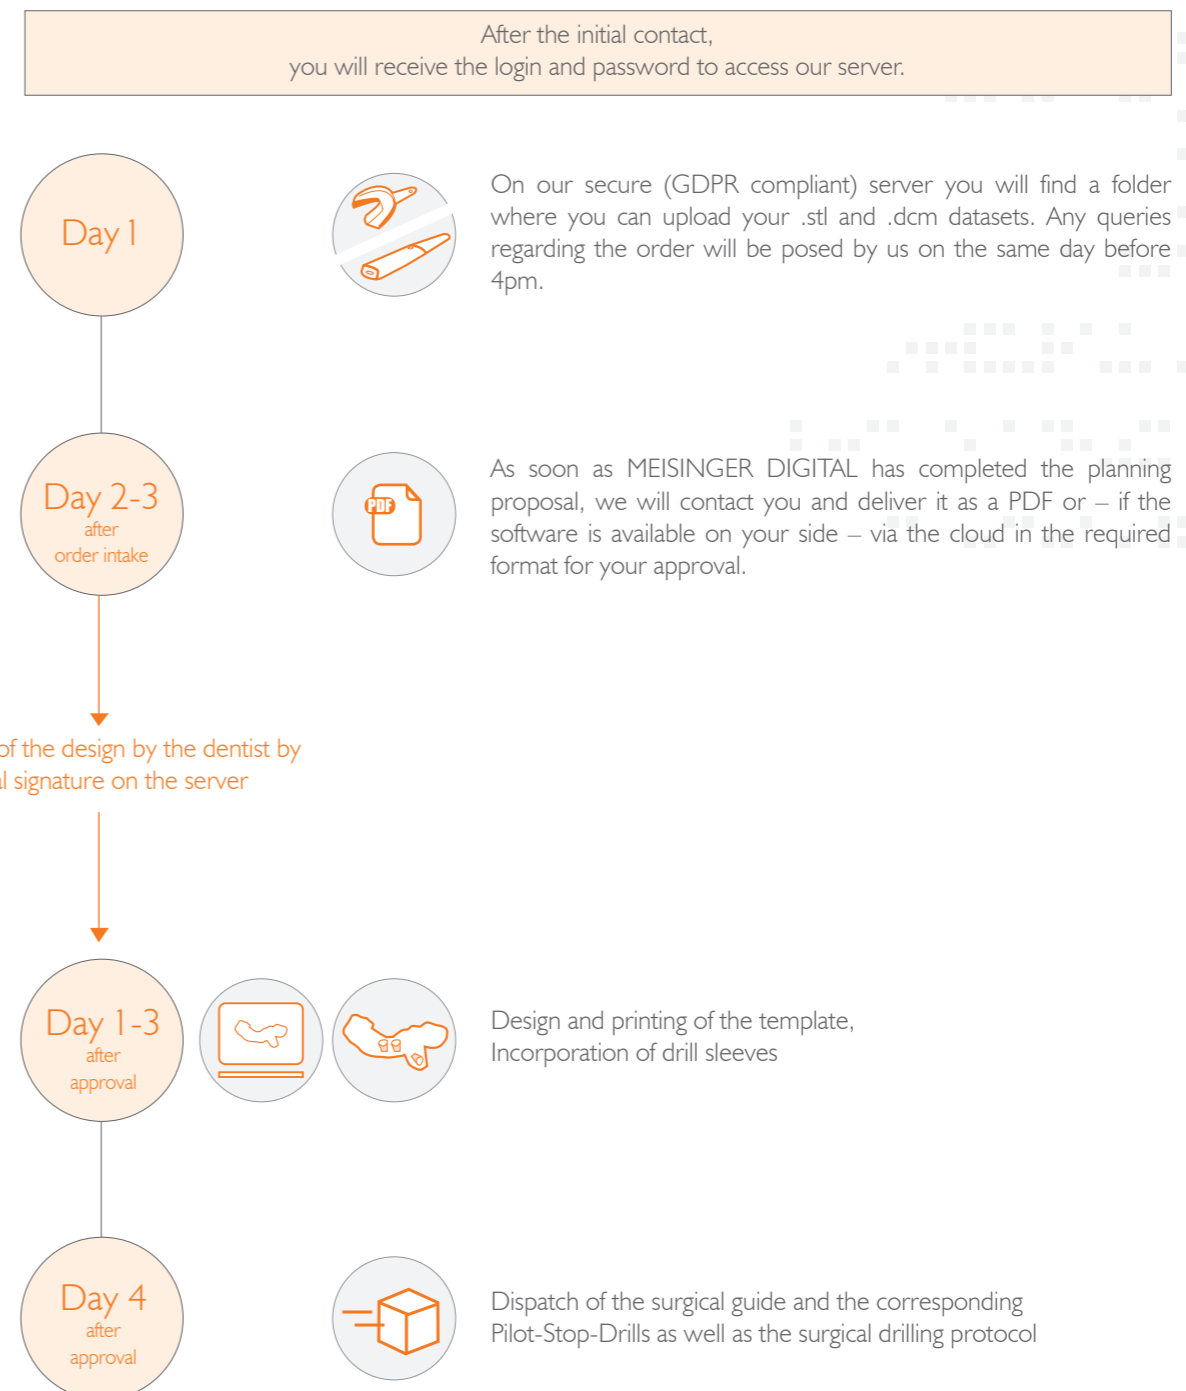 After the initial contact,
you will receive the login and password to access our server.
Day 1
On our secure (GDPR compliant) server you will find a folder
where you can upload your .stl and .dcm datasets. Any queries
regarding the order will be posed by us on the same day before
4pm.
Day 2-3
after
order intake
PDF
As soon as MEISINGER DIGITAL has completed the planning
proposal, we will contact you and deliver it as a PDF or – if the
software is available on your side – via the cloud in the required
format for your approval.
of the design by the dentist by
signature on the server
Day 1-3
after
approval
Design and printing of the template,
Incorporation of drill sleeves
Day 4
after
approval
Dispatch of the surgical guide and the corresponding
Pilot-Stop-Drills as well as the surgical drilling protocol